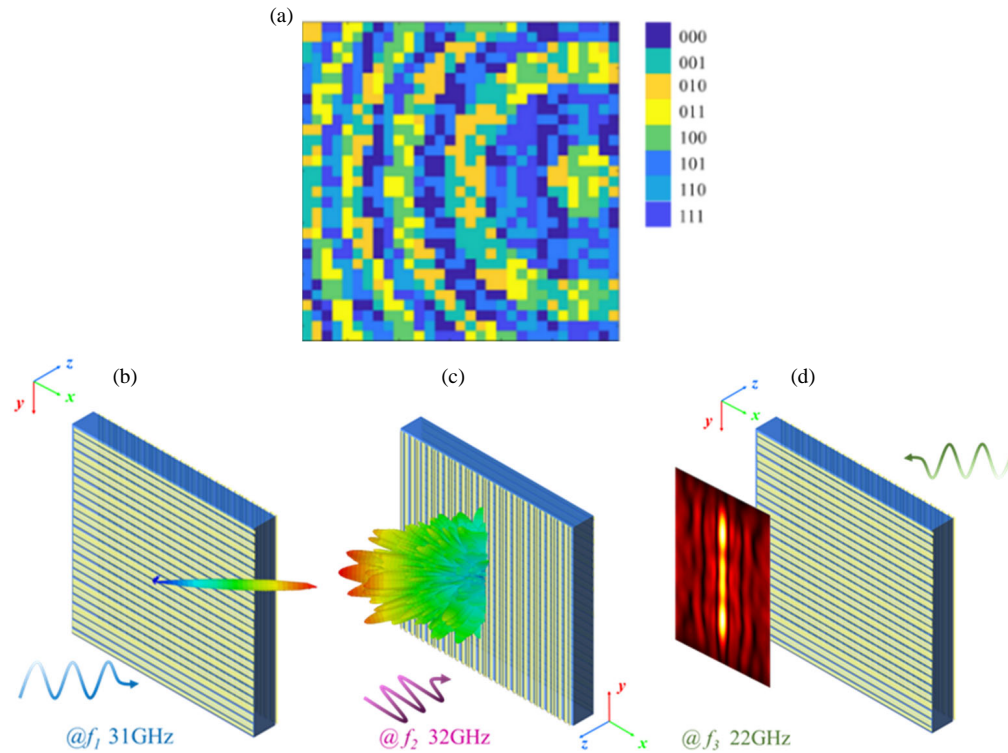 (a)
000
001
010
011
100
101
110
111
(b)
(c)
(d)
z
x
y
z
x
y
y
z
x
@f1 31GHz
@f2 32GHz
@f3 22GHz